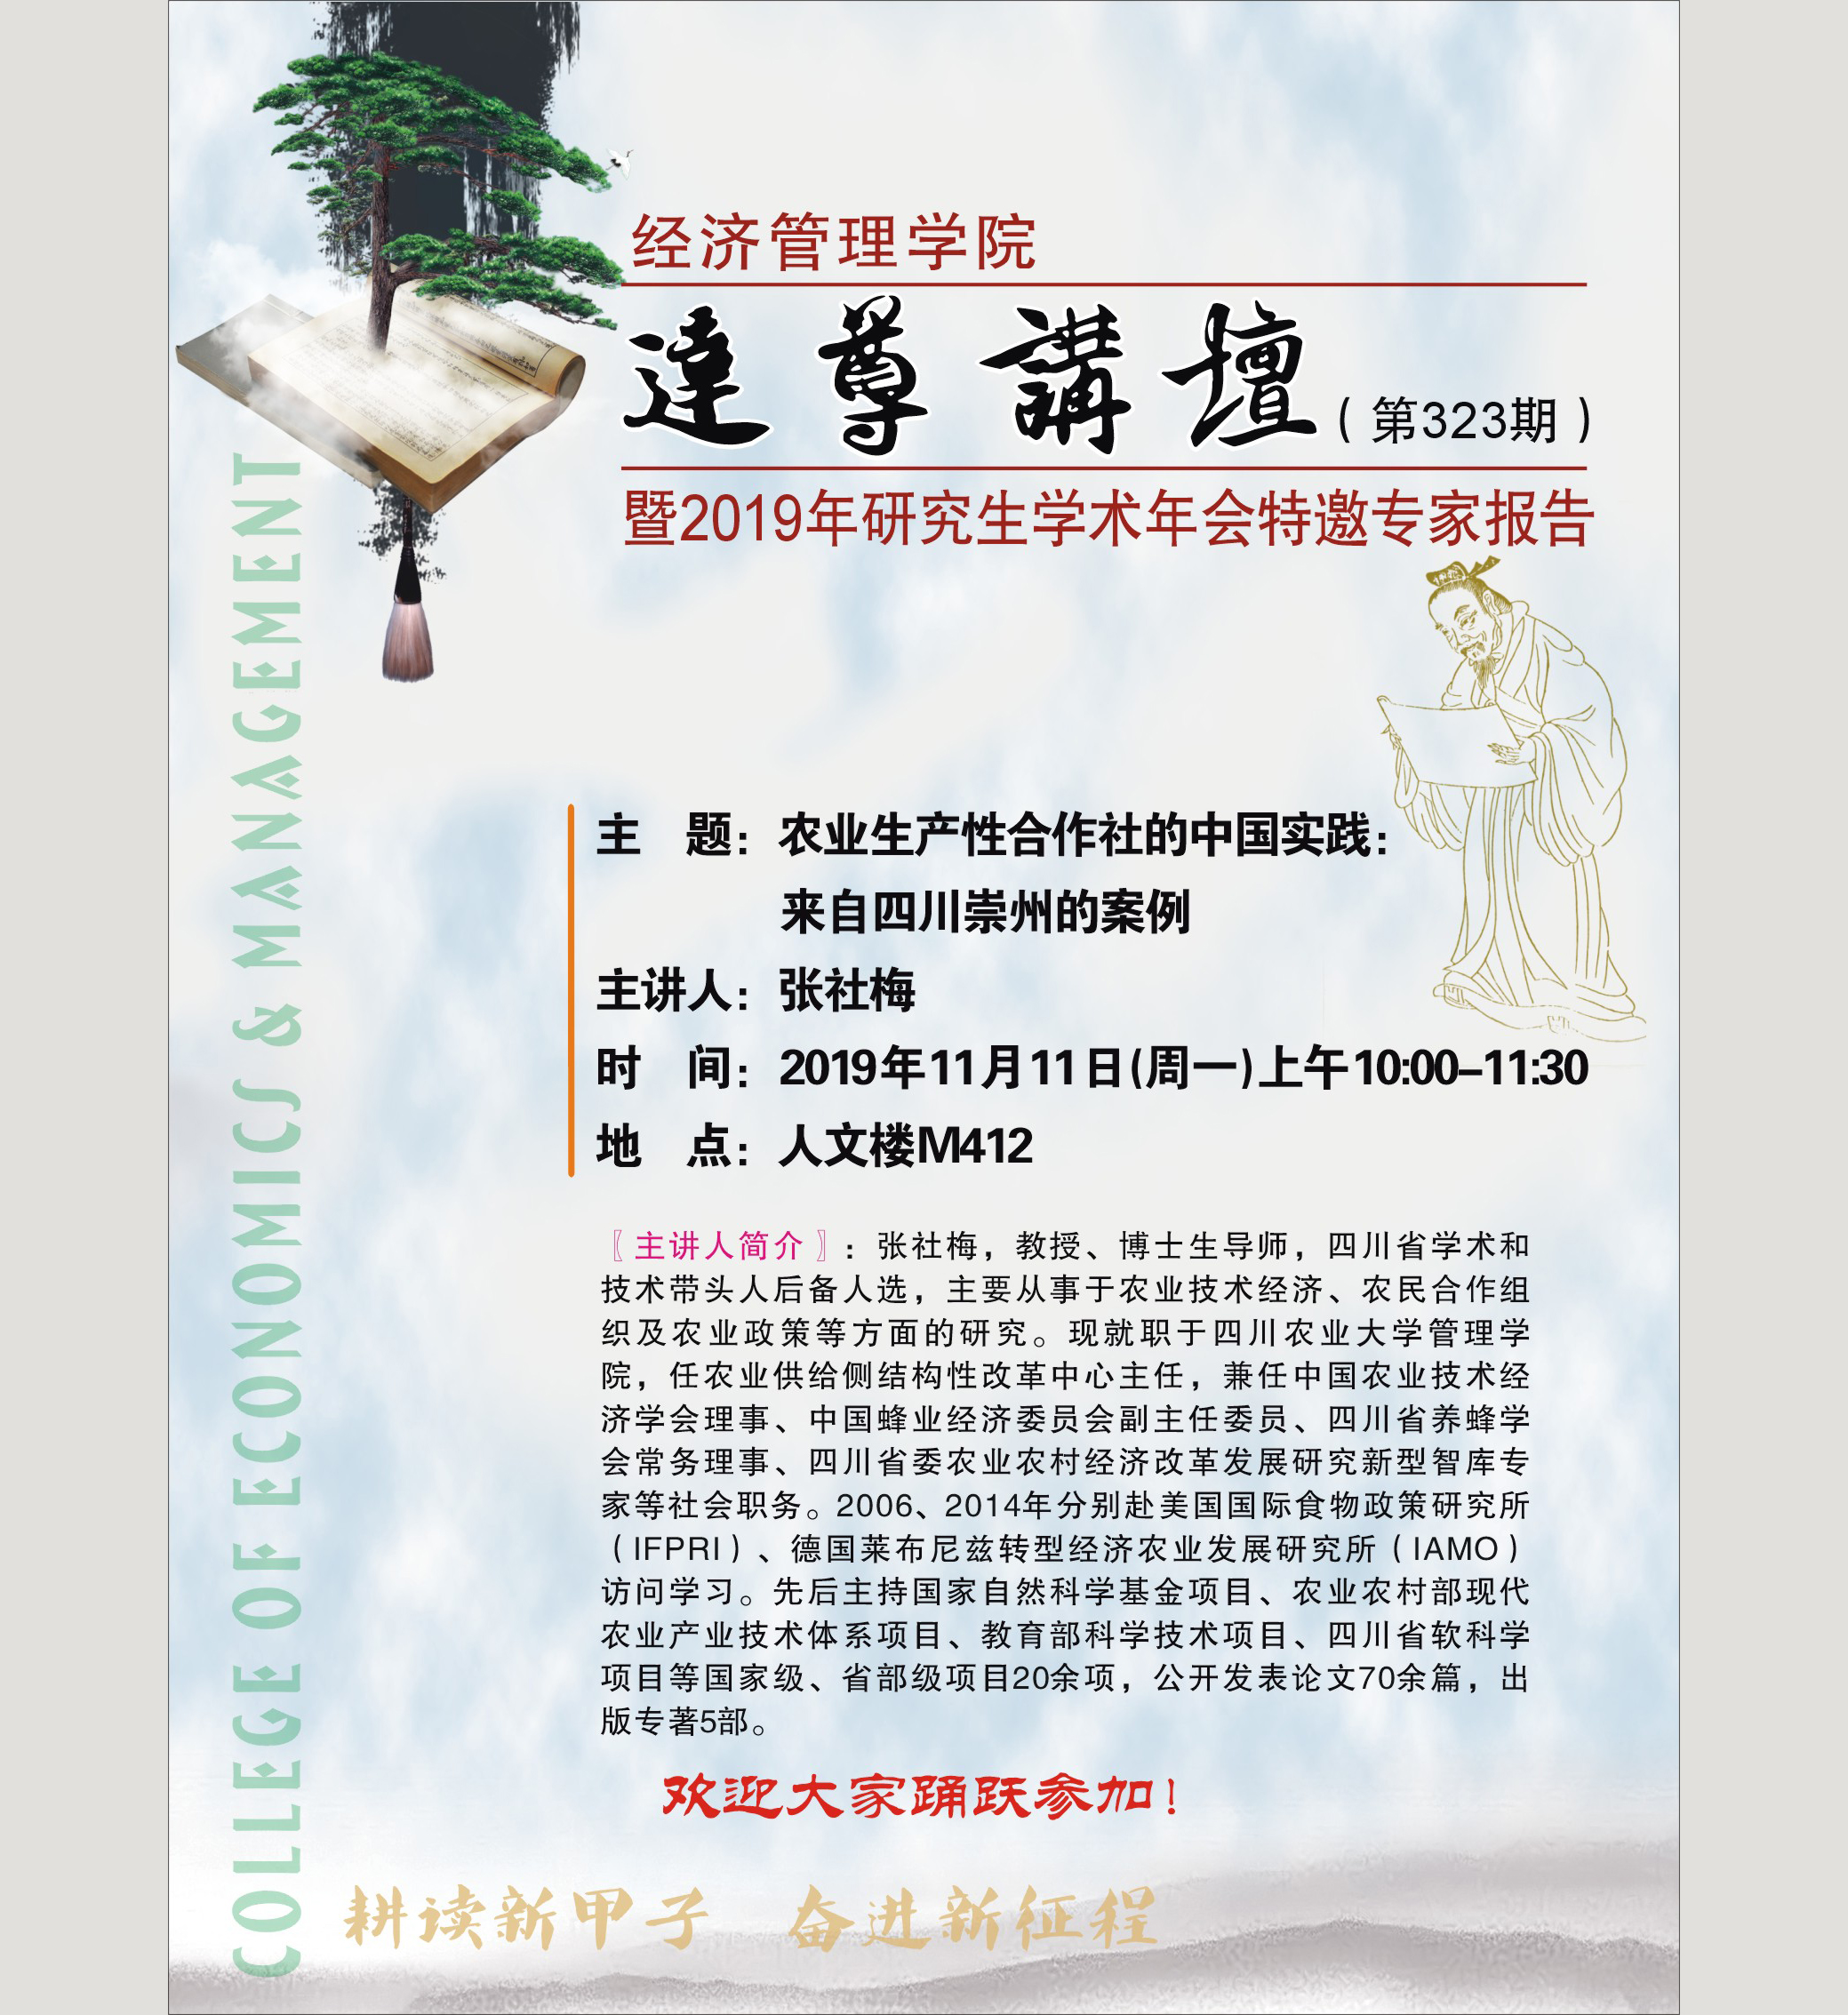 经济管理学院
達尊講壇（第323期）
暨2019年研究生学术年会特邀专家报告
主　题：农业生产性合作社的中国实践：
来自四川崇州的案例
主讲人：张社梅
时　间：2019年11月11日(周一)上午10:00–11:30
地　点：人文楼M412
〖主讲人简介〗：张社梅，教授、博士生导师，四川省学术和
技术带头人后备人选，主要从事于农业技术经济、农民合作组
织及农业政策等方面的研究。现就职于四川农业大学管理学
院，任农业供给侧结构性改革中心主任，兼任中国农业技术经
济学会理事、中国蜂业经济委员会副主任委员、四川省养蜂学
会常务理事、四川省委农业农村经济改革发展研究新型智库专
家等社会职务。2006、2014年分别赴美国国际食物政策研究所
（IFPRI）、德国莱布尼兹转型经济农业发展研究所（IAMO）
访问学习。先后主持国家自然科学基金项目、农业农村部现代
农业产业技术体系项目、教育部科学技术项目、四川省软科学
项目等国家级、省部级项目20余项，公开发表论文70余篇，出
版专著5部。
欢迎大家踊跃参加！
耕读新甲子　奋进新征程
COLLEGE OF ECONOMICS & MANAGEMENT